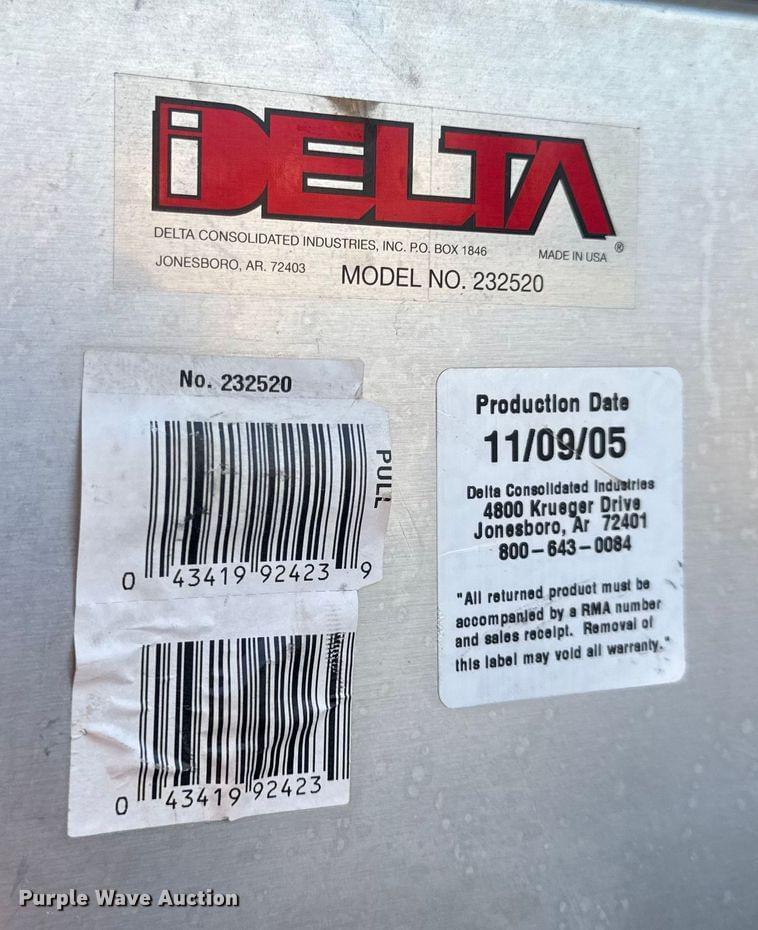 DELTA
®
DELTA CONSOLIDATED INDUSTRIES, INC. P.O. BOX 1846 MADE IN USA
JONESBORO, AR. 72403 MODEL NO. 232520
No. 232520
PULL
0 43419 92423 9
0 43419 92423
Production Date
11/09/05
Delta Consolidated Industries
4800 Krueger Drive
Jonesboro, Ar 72401
800-643-0084
"All returned product must be
accompanied by a RMA number
and sales receipt. Removal of
this label may void all warranty."
Purple Wave Auction